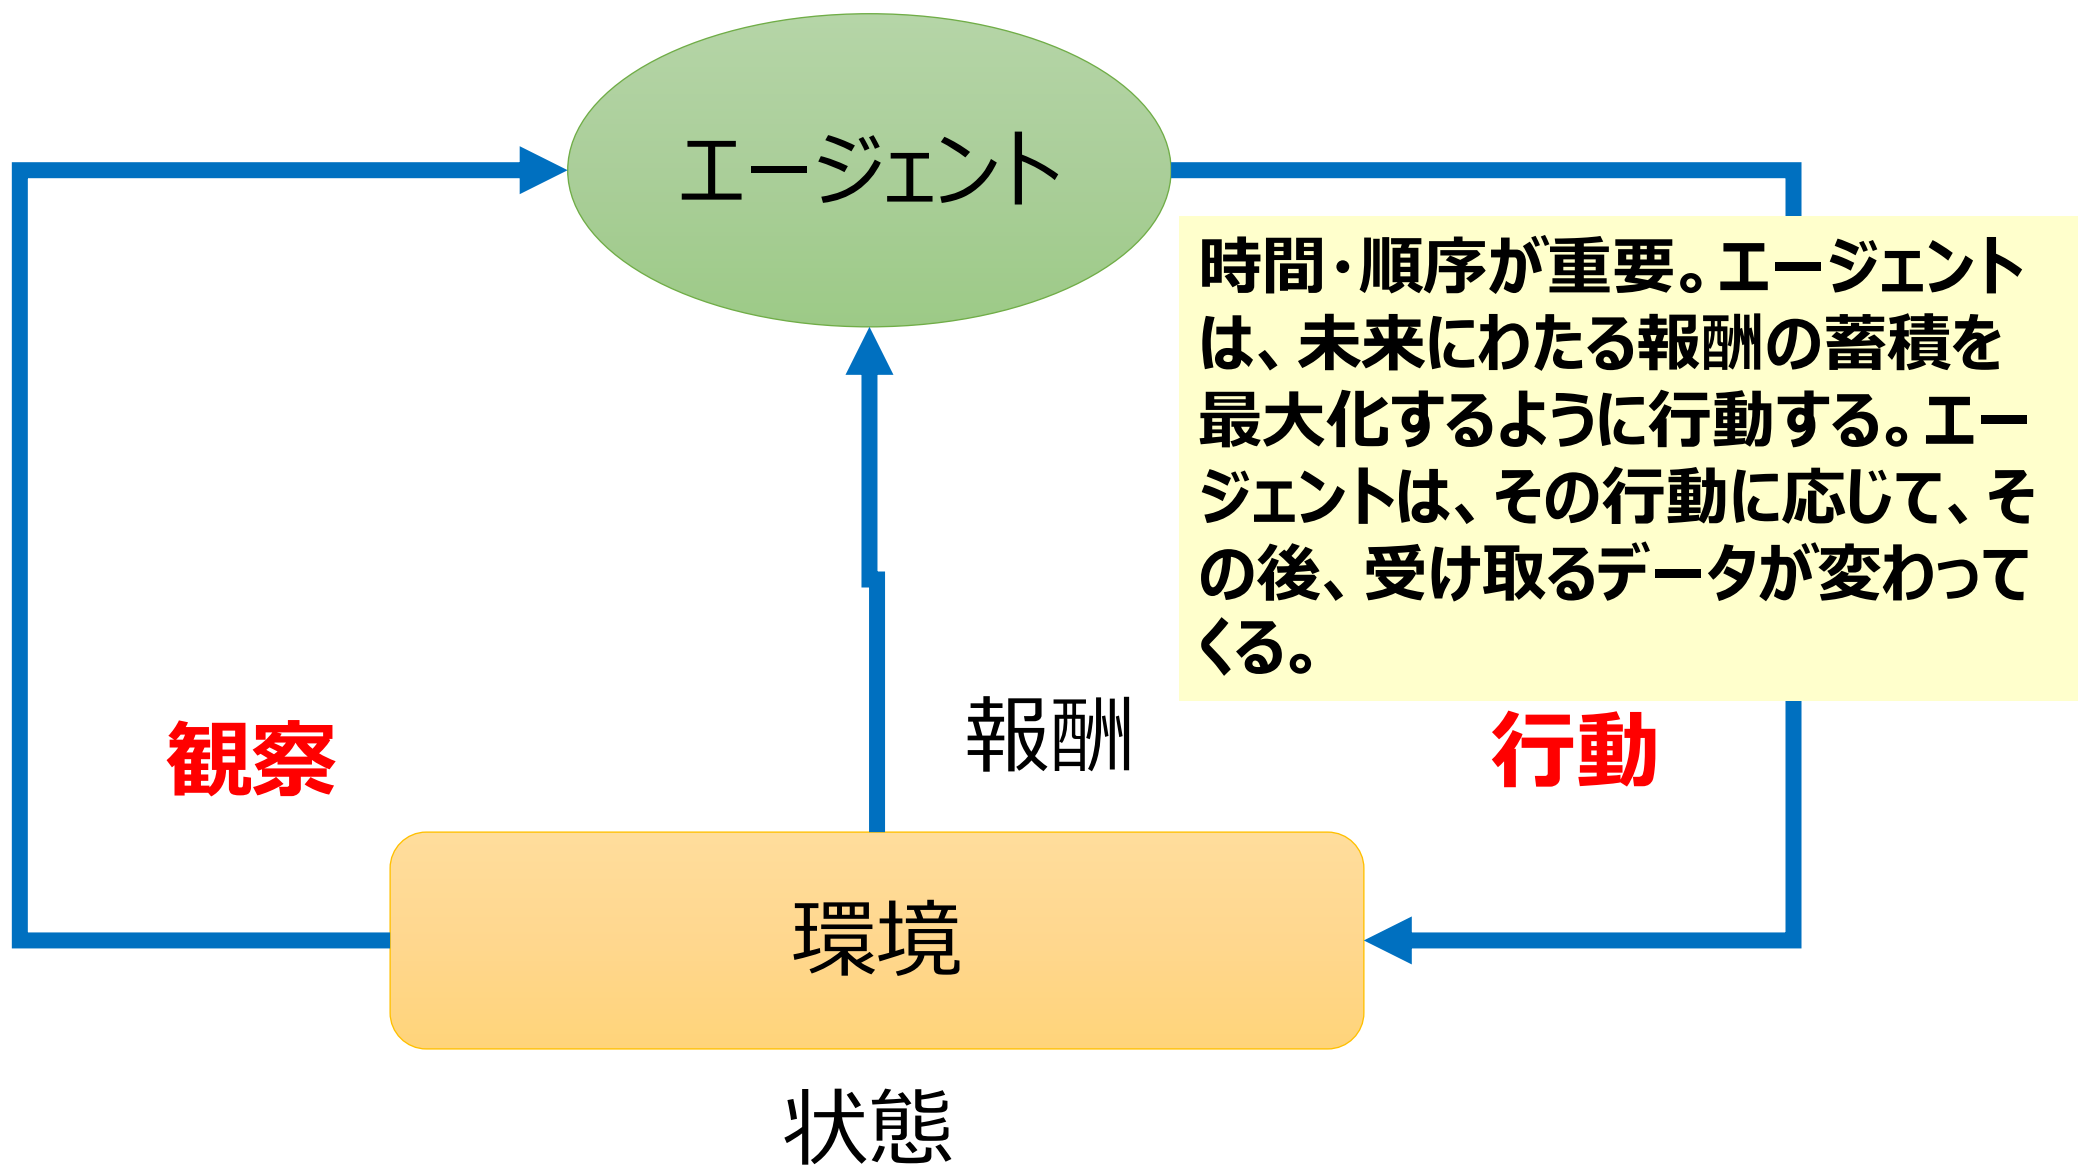 エージェント
時間・順序が重要。エージェント
は、未来にわたる報酬の蓄積を
最大化するように行動する。エー
ジェントは、その行動に応じて、そ
の後、受け取るデータが変わって
くる。
観察
報酬
行動
環境
状態